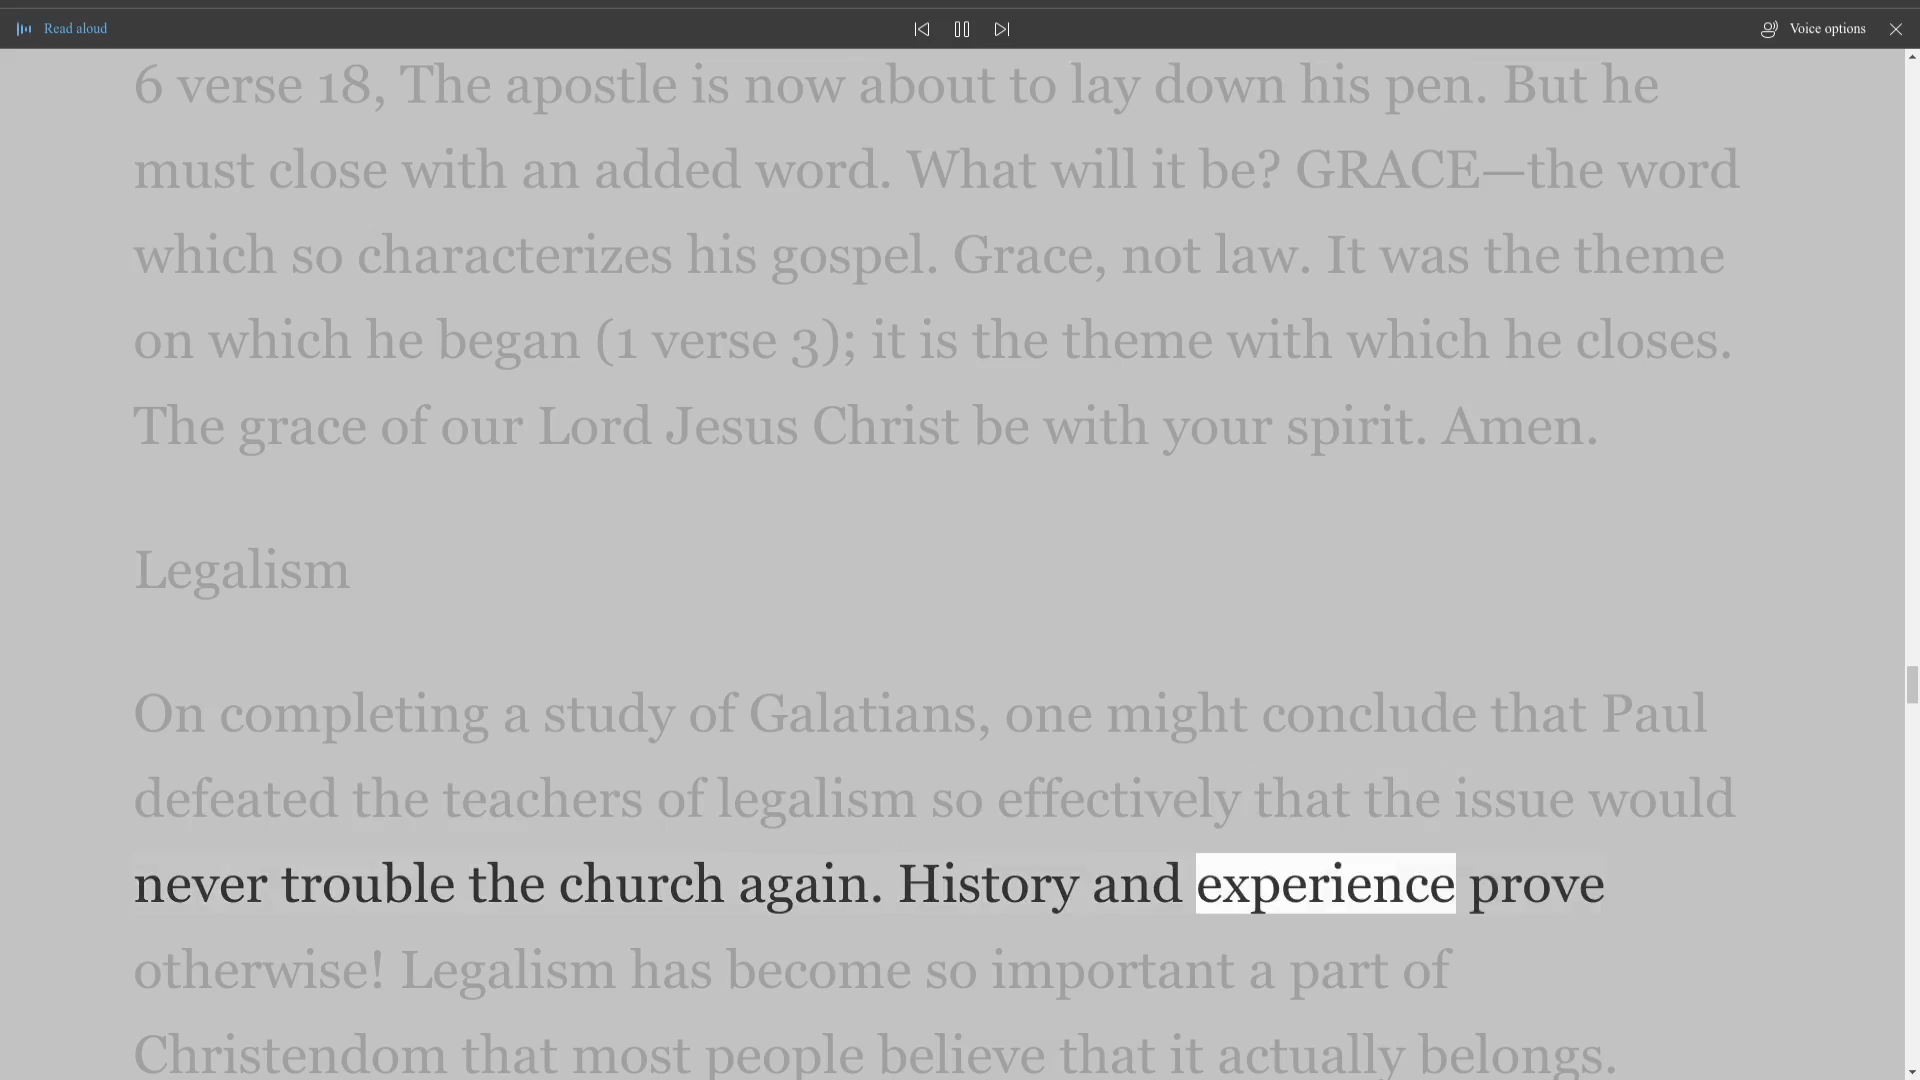 Read aloud
Voice options
6 verse 18, The apostle is now about to lay down his pen. But he
must close with an added word. What will it be? GRACE—the word
which so characterizes his gospel. Grace, not law. It was the theme
on which he began (1 verse 3); it is the theme with which he closes.
The grace of our Lord Jesus Christ be with your spirit. Amen.
Legalism
On completing a study of Galatians, one might conclude that Paul
defeated the teachers of legalism so effectively that the issue would
never trouble the church again. History and experience prove
otherwise! Legalism has become so important a part of
Christendom that most people believe that it actually belongs.